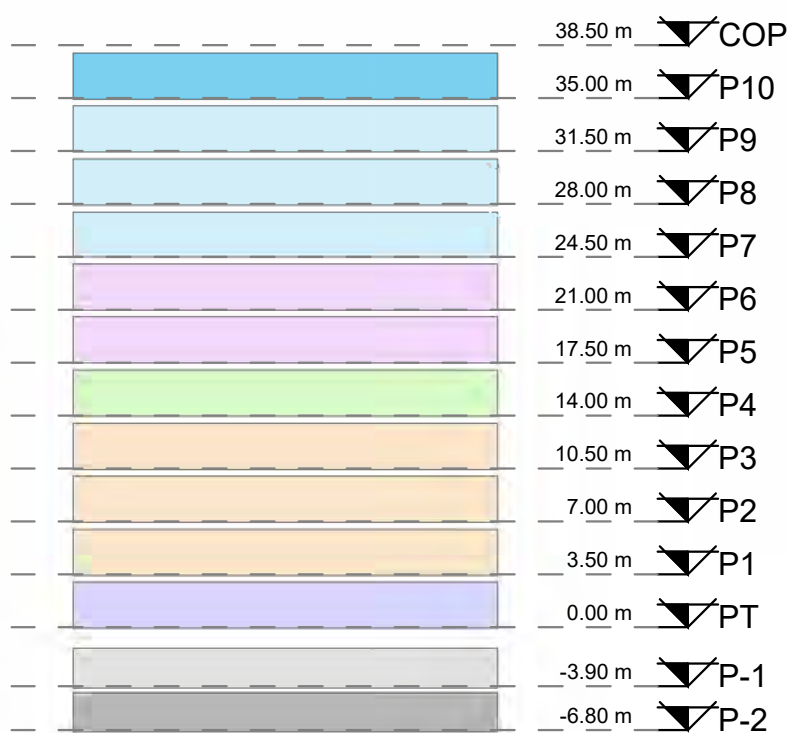 38.50 m COP
35.00 m P10
31.50 m P9
28.00 m P8
24.50 m P7
21.00 m P6
17.50 m P5
14.00 m P4
10.50 m P3
7.00 m P2
3.50 m P1
0.00 m PT
-3.90 m P-1
-6.80 m P-2